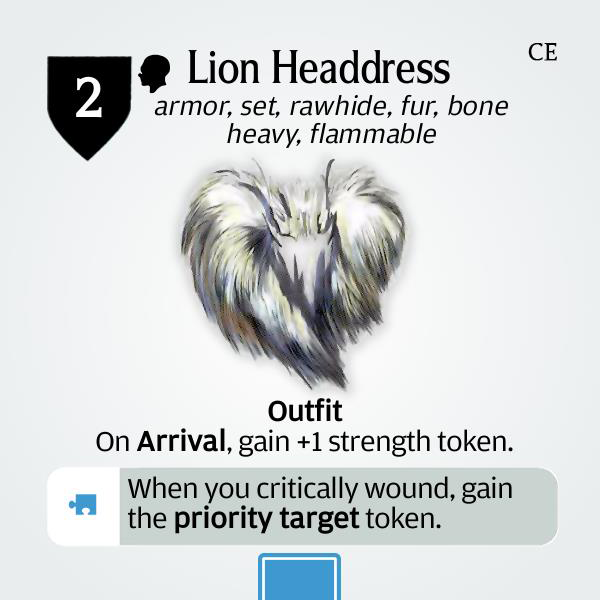 CE
2
Lion Headdress
armor, set, rawhide, fur, bone
heavy, flammable
Outfit
On Arrival, gain +1 strength token.
When you critically wound, gain
the priority target token.